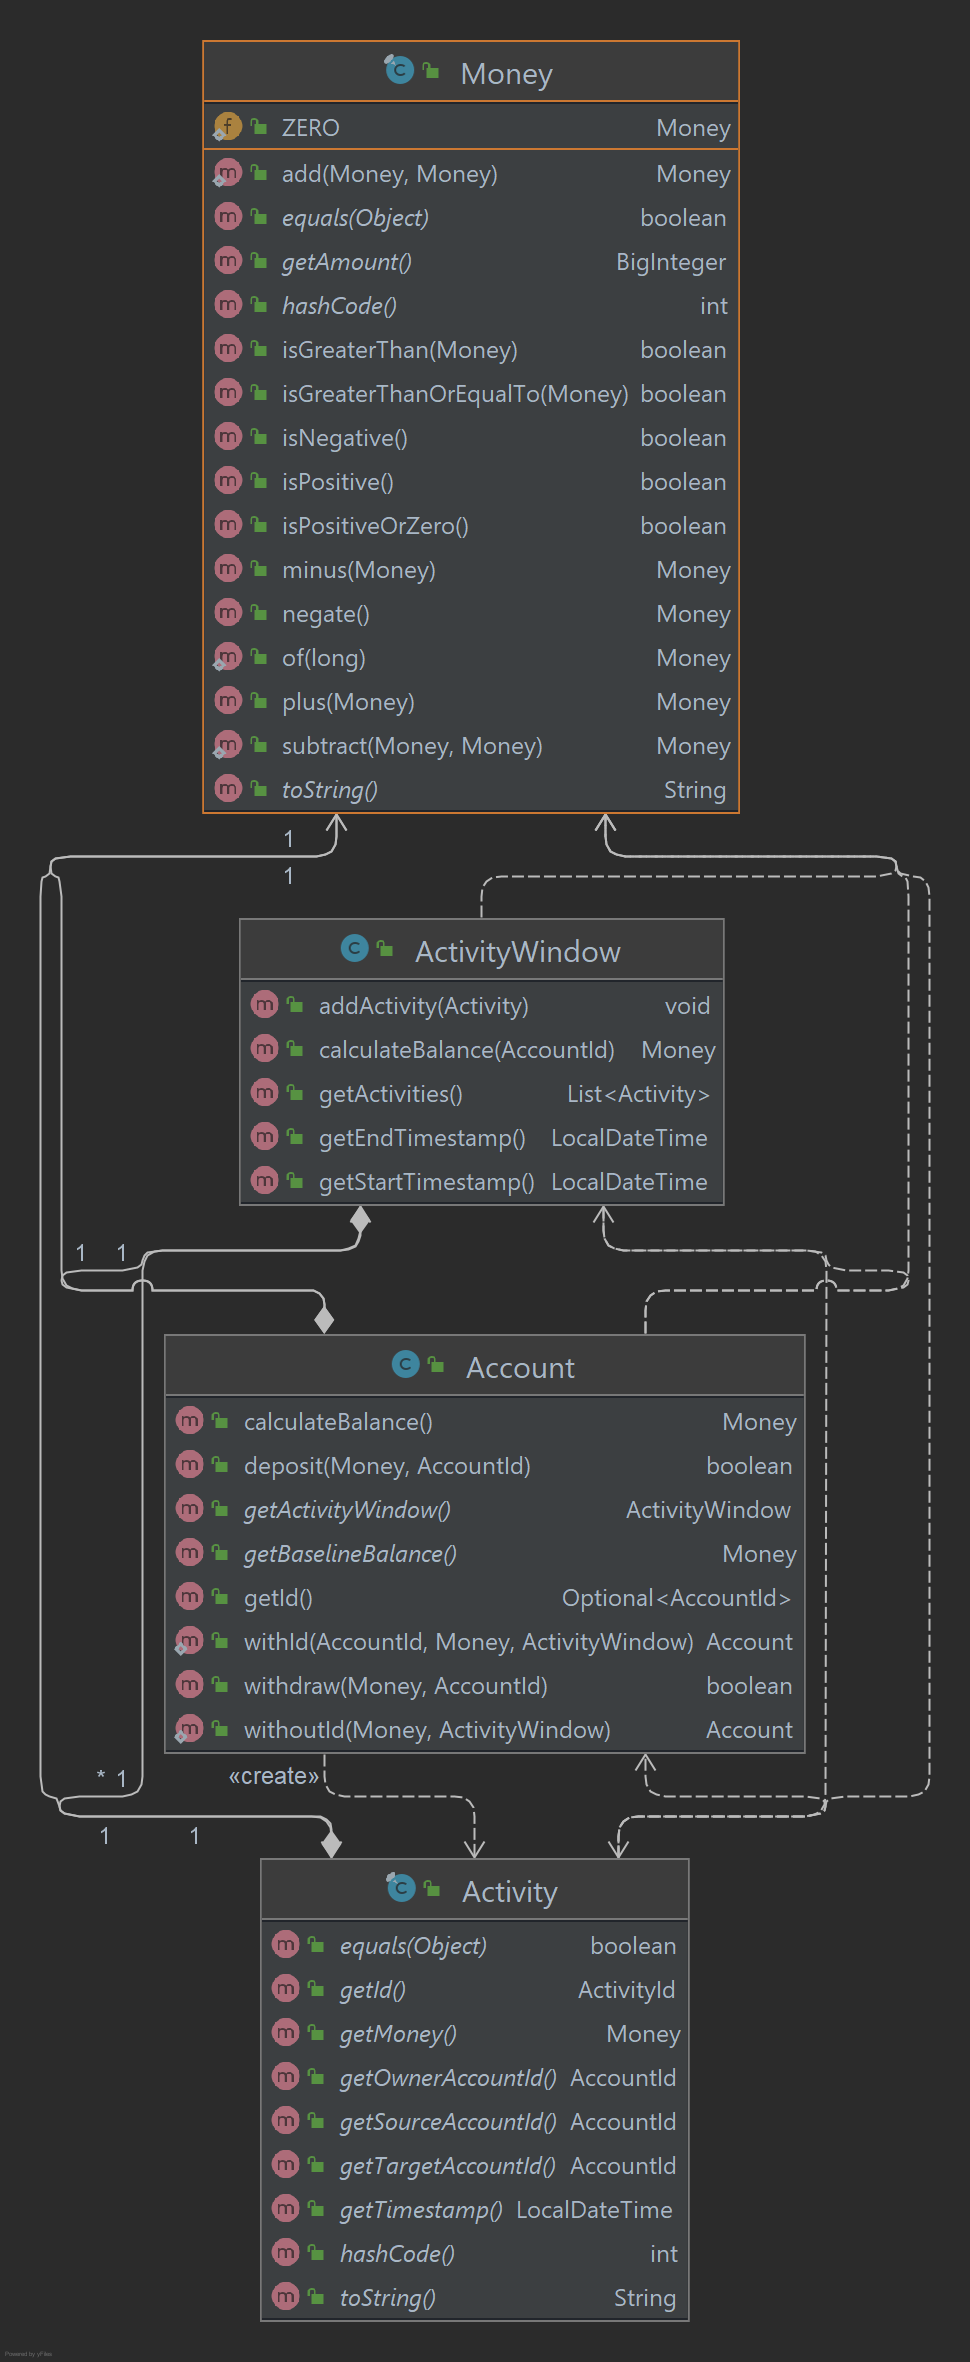 Money
ZERO Money
add(Money, Money) Money
equals(Object) boolean
getAmount() BigInteger
hashCode() int
isGreaterThan(Money) boolean
isGreaterThanOrEqualTo(Money) boolean
isNegative() boolean
isPositive() boolean
isPositiveOrZero() boolean
minus(Money) Money
negate() Money
of(long) Money
plus(Money) Money
subtract(Money, Money) Money
toString() String
1
1
ActivityWindow
addActivity(Activity) void
calculateBalance(AccountId) Money
getActivities() List<Activity>
getEndTimestamp() LocalDateTime
getStartTimestamp() LocalDateTime
1 1
Account
calculateBalance() Money
deposit(Money, AccountId) boolean
getActivityWindow() ActivityWindow
getBaselineBalance() Money
getId() Optional<AccountId>
withId(AccountId, Money, ActivityWindow) Account
withdraw(Money, AccountId) boolean
withoutId(Money, ActivityWindow) Account
* 1 «create»
1 1
Activity
equals(Object) boolean
getId() ActivityId
getMoney() Money
getOwnerAccountId() AccountId
getSourceAccountId() AccountId
getTargetAccountId() AccountId
getTimestamp() LocalDateTime
hashCode() int
toString() String
Powered by yFiles